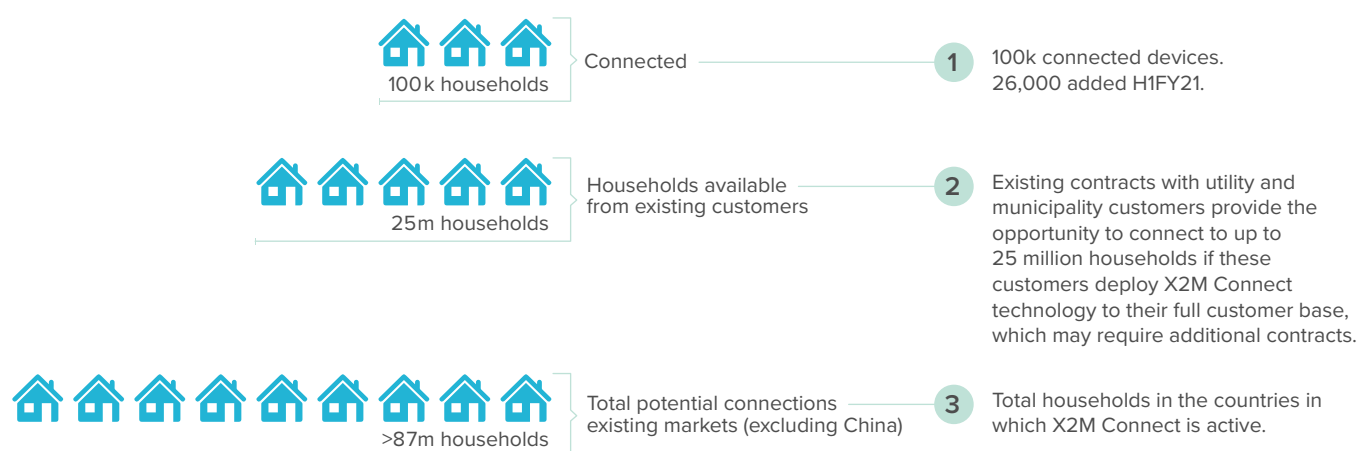 100k households
Connected
1
100k connected devices.
26,000 added H1FY21.
25m households
Households available
from existing customers
2
Existing contracts with utility and
municipality customers provide the
opportunity to connect to up to
25 million households if these
customers deploy X2M Connect
technology to their full customer base,
which may require additional contracts.
>87m households
Total potential connections
existing markets (excluding China)
3
Total households in the countries in
which X2M Connect is active.